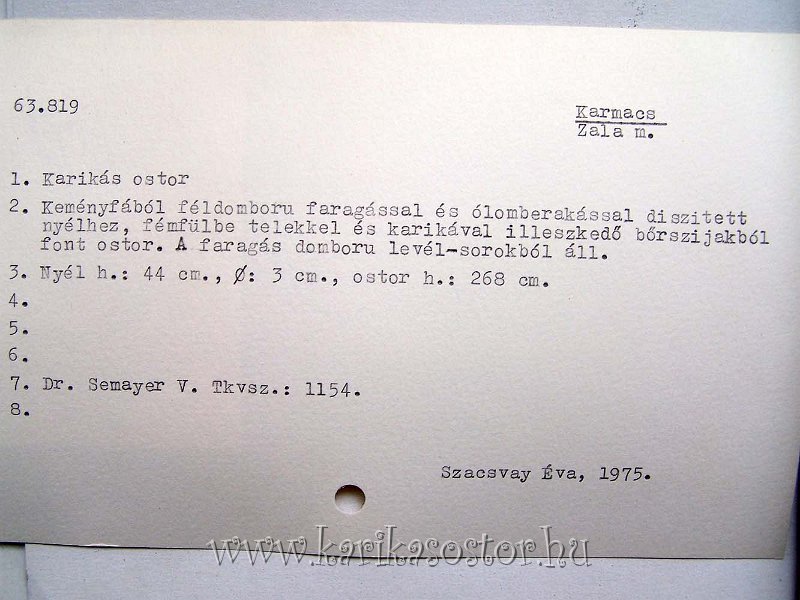 63.819
Karmacs
Zala m.
1. Karikás ostor
2. Keményfából féldomboru faragással és ólomberakással diszitett
nyélhez, fémfülbe telekkel és karikával illeszkedő bőrszijakból
font ostor. A faragás domboru levél-sorokból áll.
3. Nyél h.: 44 cm., Ø: 3 cm., ostor h.: 268 cm.
4.
5.
6.
7. Dr. Semayer V. Tkvsz.: 1154.
8.
Szacsvay Éva, 1975.
www.karikasostor.hu